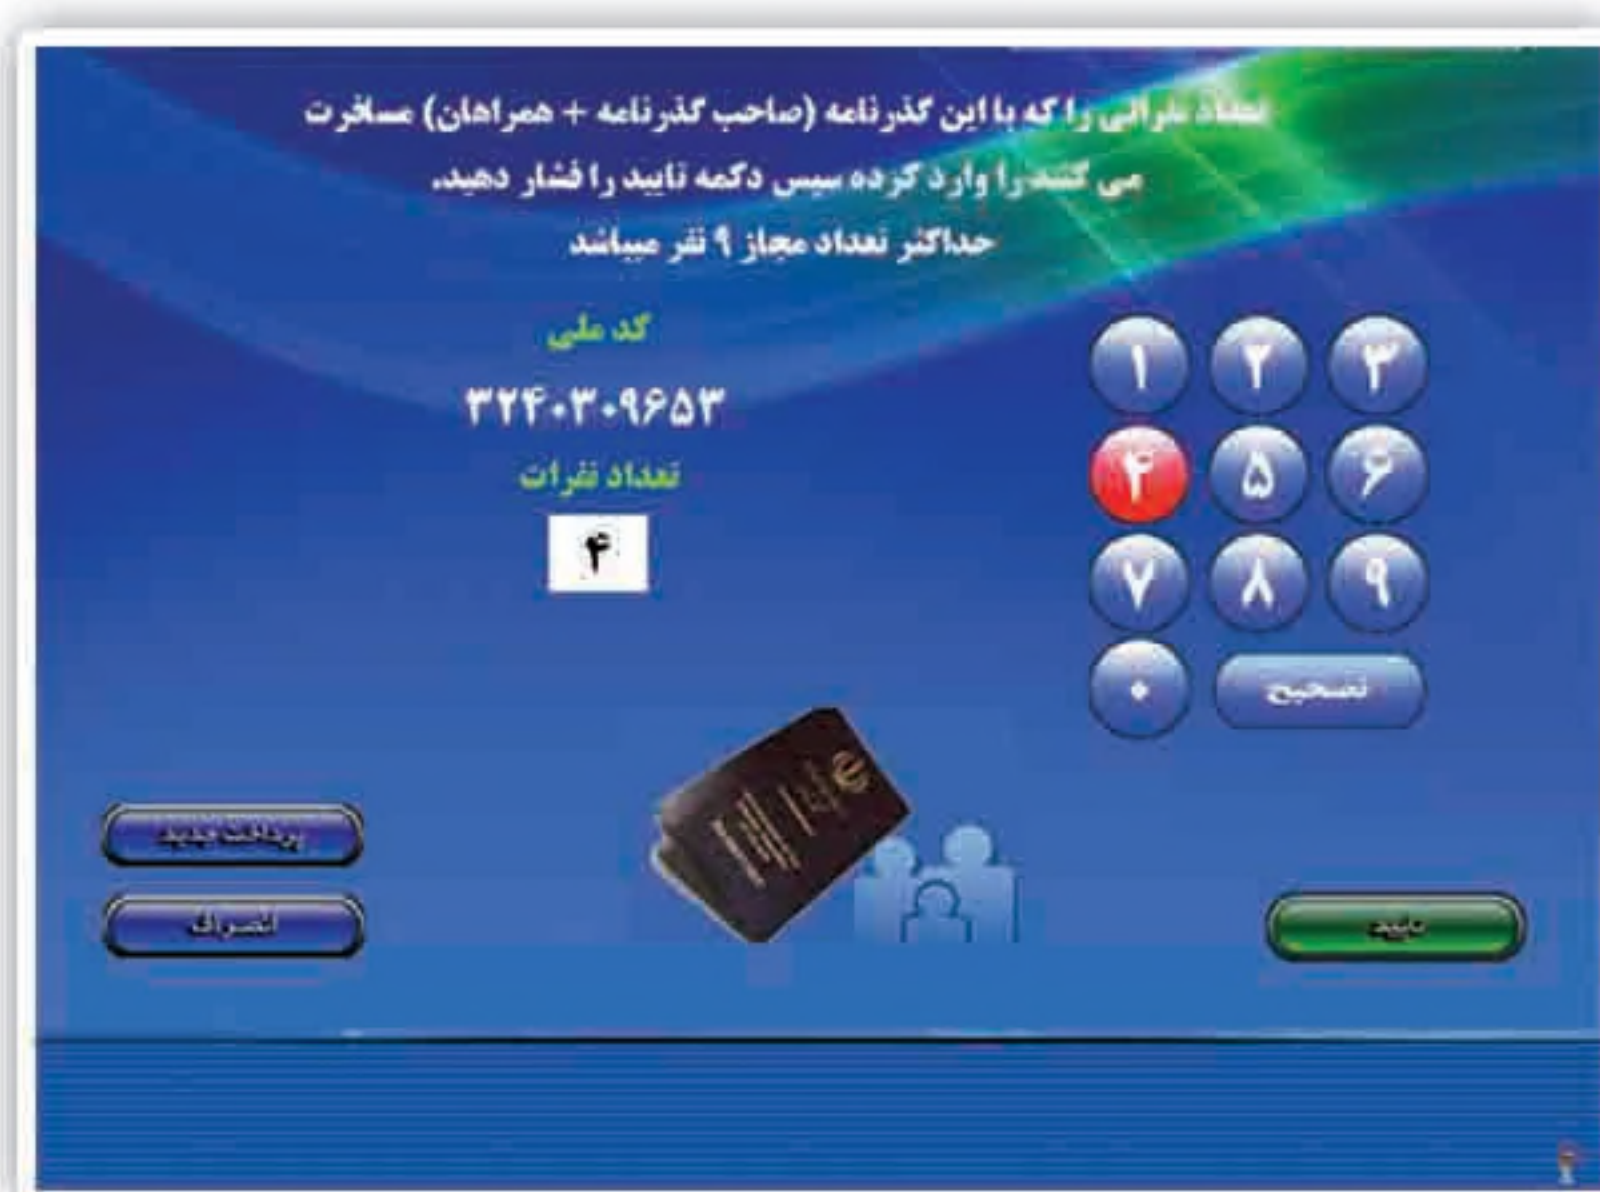 تعداد نفراتی را که با این گذرنامه (صاحب گذرنامه + همراهان) مسافرت
می کنند را وارد کرده سپس دکمه تایید را فشار دهید.
حداکثر تعداد مجاز ۹ نفر میباشد
کد ملی
۳۲۴۰۳۰۹۶۵۳
تعداد نفرات
۴
۱ ۲ ۳
۴ ۵ ۶
۷ ۸ ۹
۰ تصحیح
پرداخت جدید
انصراف
تایید